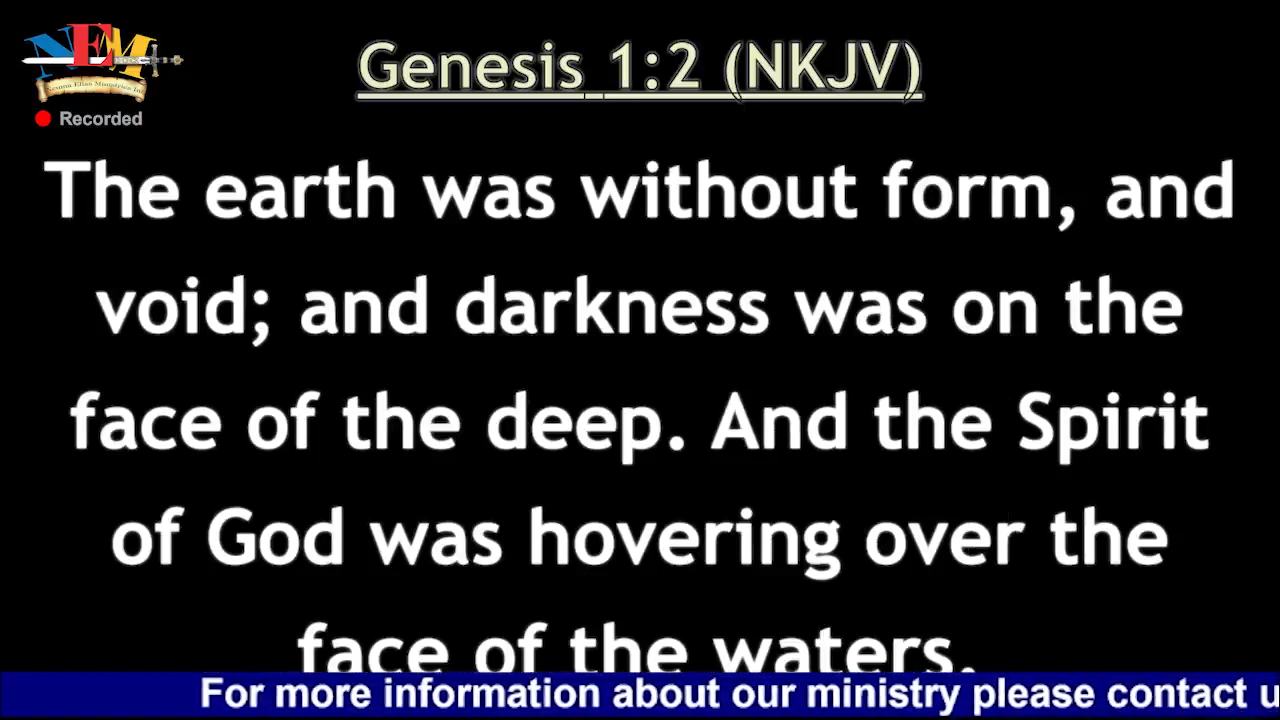 NEM
Genesis 1:2 (NKJV)
Recorded
The earth was without form, and
void; and darkness was on the
face of the deep. And the Spirit
of God was hovering over the
face of the waters.
For more information about our ministry please contact u